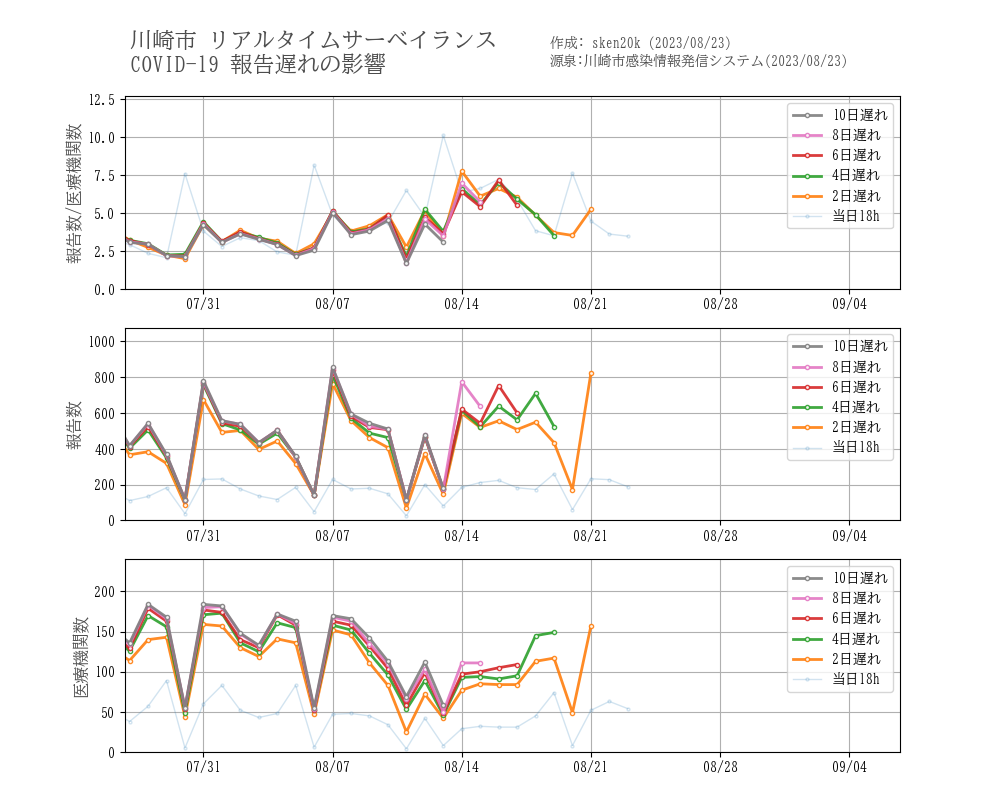 川崎市 リアルタイムサーベイランス
COVID-19 報告遅れの影響
作成: sken20k (2023/08/23)
源泉:川崎市感染情報発信システム(2023/08/23)
報告数/医療機関数
12.5
10.0
7.5
5.0
2.5
0.0
07/31 08/07 08/14 08/21 08/28 09/04
10日遅れ
8日遅れ
6日遅れ
4日遅れ
2日遅れ
当日18h
報告数
1000
800
600
400
200
0
07/31 08/07 08/14 08/21 08/28 09/04
10日遅れ
8日遅れ
6日遅れ
4日遅れ
2日遅れ
当日18h
医療機関数
200
150
100
50
0
07/31 08/07 08/14 08/21 08/28 09/04
10日遅れ
8日遅れ
6日遅れ
4日遅れ
2日遅れ
当日18h